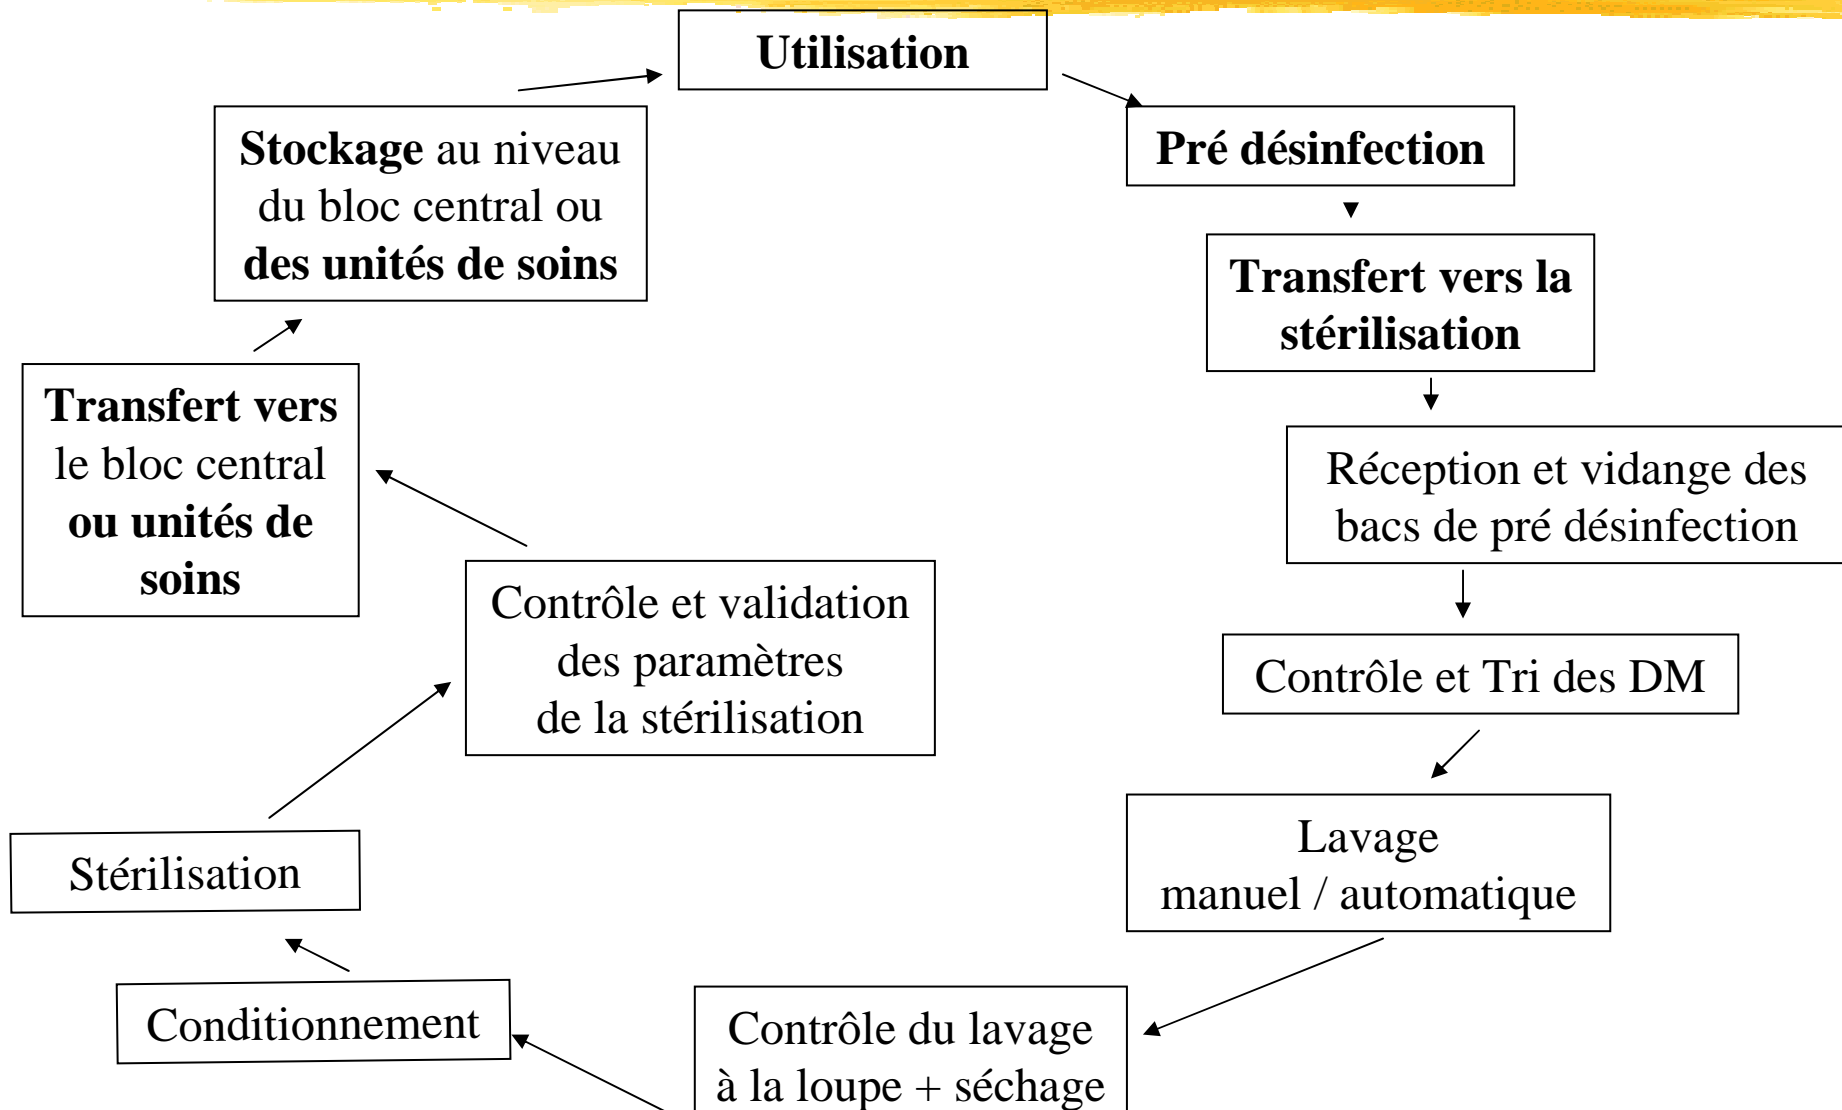 Utilisation
Pré désinfection
Transfert vers la
stérilisation
Réception et vidange des
bacs de pré désinfection
Contrôle et Tri des DM
Lavage
manuel / automatique
Contrôle du lavage
à la loupe + séchage
Conditionnement
Stérilisation
Contrôle et validation
des paramètres
de la stérilisation
Transfert vers
le bloc central
ou unités de
soins
Stockage au niveau
du bloc central ou
des unités de soins